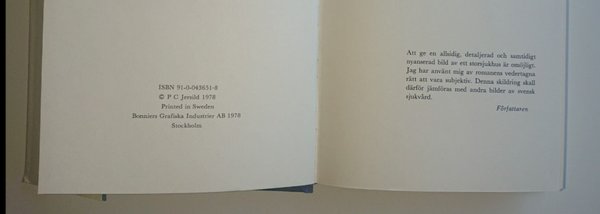 ISBN 91-0-043651-8
© P C Jersild 1978
Printed in Sweden
Bonniers Grafiska Industrier AB 1978
Stockholm
Att ge en allsidig, detaljerad och samtidigt
nyanserad bild av ett storsjukhus är omöjligt.
Jag har använt mig av romanens vedertagna
rätt att vara subjektiv. Denna skildring skall
därför jämföras med andra bilder av svensk
sjukvård.
Författaren